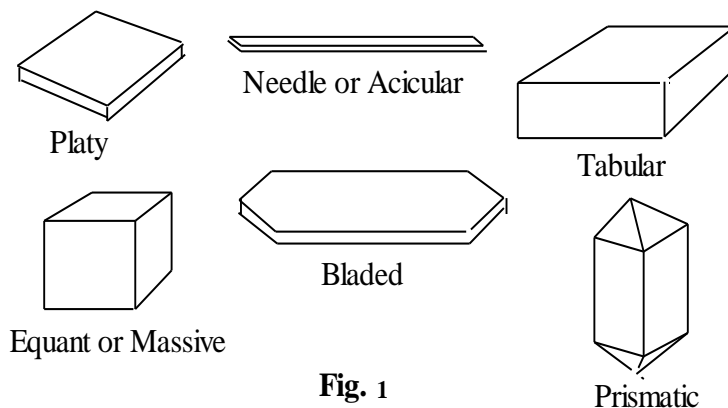 Platy
Needle or Acicular
Tabular
Equant or Massive
Bladed
Prismatic
Fig. 1